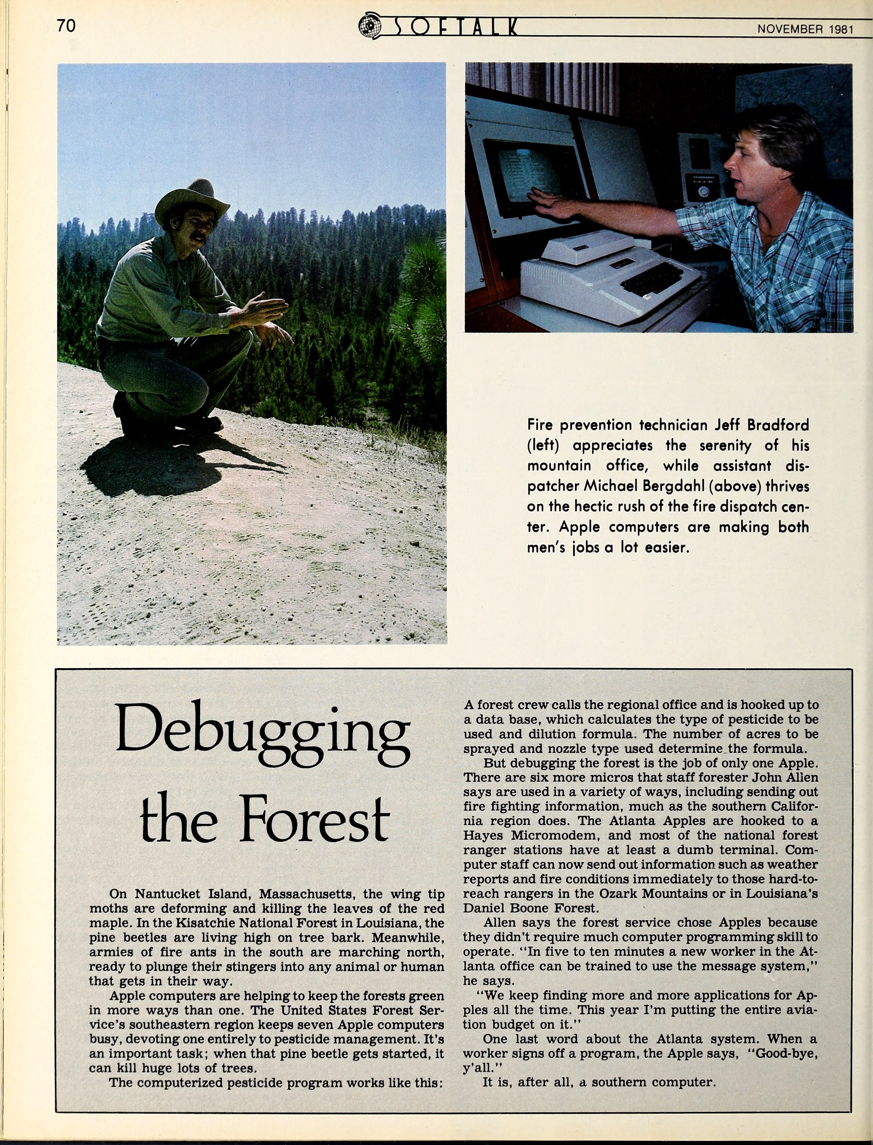 70
SOFTALK
NOVEMBER 1981
Fire prevention technician Jeff Bradford
(left) appreciates the serenity of his
mountain office, while assistant dis-
patcher Michael Bergdahl (above) thrives
on the hectic rush of the fire dispatch cen-
ter. Apple computers are making both
men's jobs a lot easier.
Debugging
the Forest
On Nantucket Island, Massachusetts, the wing tip
moths are deforming and killing the leaves of the red
maple. In the Kisatchie National Forest in Louisiana, the
pine beetles are living high on tree bark. Meanwhile,
armies of fire ants in the south are marching north,
ready to plunge their stingers into any animal or human
that gets in their way.
Apple computers are helping to keep the forests green
in more ways than one. The United States Forest Ser-
vice's southeastern region keeps seven Apple computers
busy, devoting one entirely to pesticide management. It's
an important task; when that pine beetle gets started, it
can kill huge lots of trees.
The computerized pesticide program works like this:
A forest crew calls the regional office and is hooked up to
a data base, which calculates the type of pesticide to be
used and dilution formula. The number of acres to be
sprayed and nozzle type used determine the formula.
But debugging the forest is the job of only one Apple.
There are six more micros that staff forester John Allen
says are used in a variety of ways, including sending out
fire fighting information, much as the southern Califor-
nia region does. The Atlanta Apples are hooked to a
Hayes Micromodem, and most of the national forest
ranger stations have at least a dumb terminal. Com-
puter staff can now send out information such as weather
reports and fire conditions immediately to those hard-to-
reach rangers in the Ozark Mountains or in Louisiana's
Daniel Boone Forest.
Allen says the forest service chose Apples because
they didn't require much computer programming skill to
operate. "In five to ten minutes a new worker in the At-
lanta office can be trained to use the message system,"
he says.
"We keep finding more and more applications for Ap-
ples all the time. This year I'm putting the entire avia-
tion budget on it."
One last word about the Atlanta system. When a
worker signs off a program, the Apple says, "Good-bye,
y'all."
It is, after all, a southern computer.